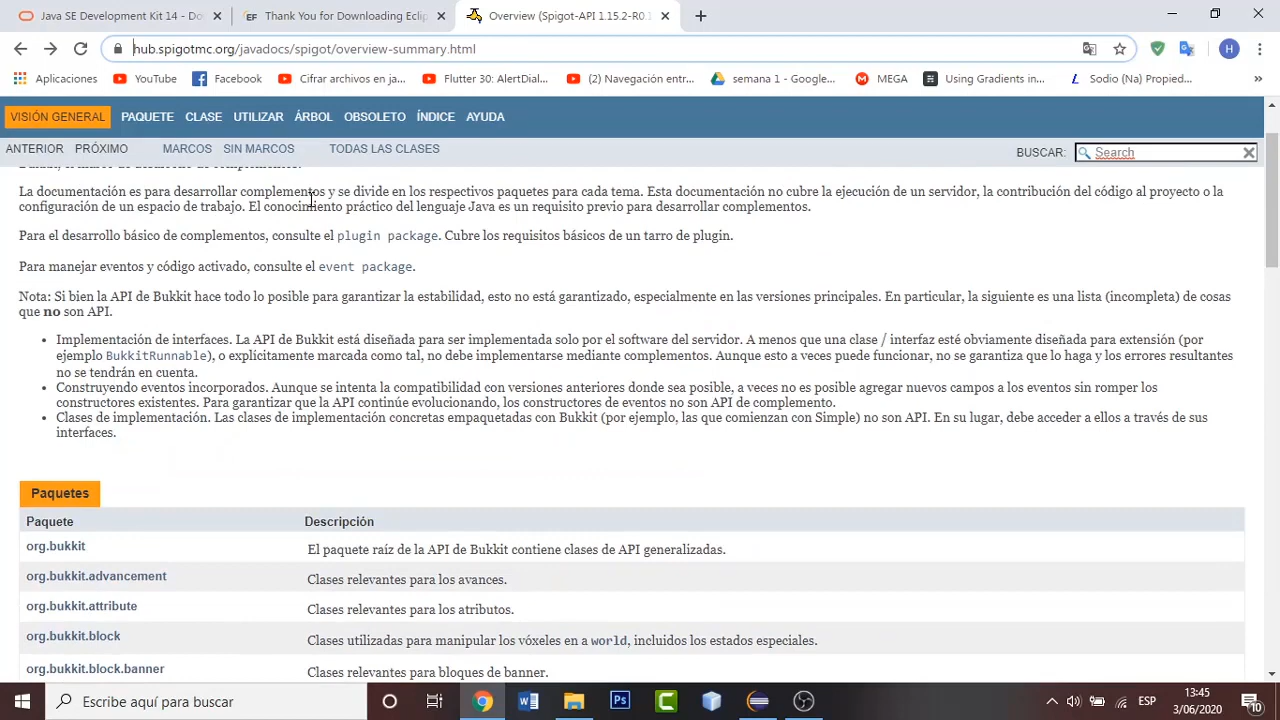 Java SE Development Kit 14 - Do
Thank You for Downloading Eclip
Overview (Spigot-API 1.15.2-R0.
hub.spigotmc.org/javadocs/spigot/overview-summary.html
H
Aplicaciones YouTube Facebook Cifrar archivos en ja... Flutter 30: AlertDial... (2) Navegación entr... semana 1 - Google... MEGA Using Gradients in... Sodio (Na) Propied... »
VISIÓN GENERAL PAQUETE CLASE UTILIZAR ÁRBOL OBSOLETO ÍNDICE AYUDA
ANTERIOR PRÓXIMO MARCOS SIN MARCOS TODAS LAS CLASES BUSCAR: Search
La documentación es para desarrollar complementos y se divide en los respectivos paquetes para cada tema. Esta documentación no cubre la ejecución de un servidor, la contribución del código al proyecto o la
configuración de un espacio de trabajo. El conocimiento práctico del lenguaje Java es un requisito previo para desarrollar complementos.
Para el desarrollo básico de complementos, consulte el plugin package. Cubre los requisitos básicos de un tarro de plugin.
Para manejar eventos y código activado, consulte el event package.
Nota: Si bien la API de Bukkit hace todo lo posible para garantizar la estabilidad, esto no está garantizado, especialmente en las versiones principales. En particular, la siguiente es una lista (incompleta) de cosas
que no son API.
• Implementación de interfaces. La API de Bukkit está diseñada para ser implementada solo por el software del servidor. A menos que una clase / interfaz esté obviamente diseñada para extensión (por
ejemplo BukkitRunnable), o explícitamente marcada como tal, no debe implementarse mediante complementos. Aunque esto a veces puede funcionar, no se garantiza que lo haga y los errores resultantes
no se tendrán en cuenta.
• Construyendo eventos incorporados. Aunque se intenta la compatibilidad con versiones anteriores donde sea posible, a veces no es posible agregar nuevos campos a los eventos sin romper los
constructores existentes. Para garantizar que la API continúe evolucionando, los constructores de eventos no son API de complemento.
• Clases de implementación. Las clases de implementación concretas empaquetadas con Bukkit (por ejemplo, las que comienzan con Simple) no son API. En su lugar, debe acceder a ellos a través de sus
interfaces.
Paquetes
Paquete Descripción
org.bukkit El paquete raíz de la API de Bukkit contiene clases de API generalizadas.
org.bukkit.advancement Clases relevantes para los avances.
org.bukkit.attribute Clases relevantes para los atributos.
org.bukkit.block Clases utilizadas para manipular los vóxeles en a world, incluidos los estados especiales.
org.bukkit.block.banner Clases relevantes para bloques de banner.
Escribe aquí para buscar
ESP
13:45
3/06/2020
10